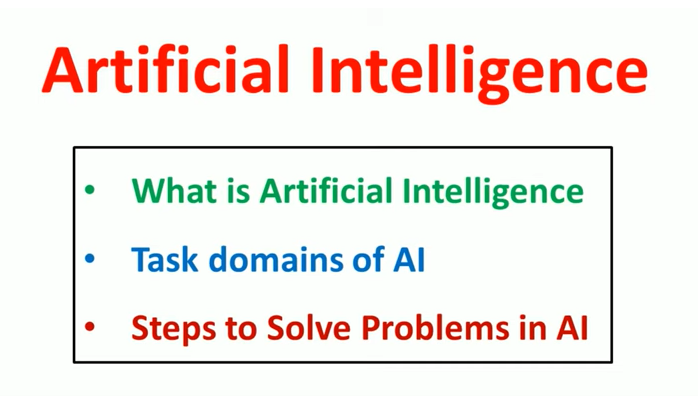 Artificial Intelligence
• What is Artificial Intelligence
• Task domains of AI
• Steps to Solve Problems in AI